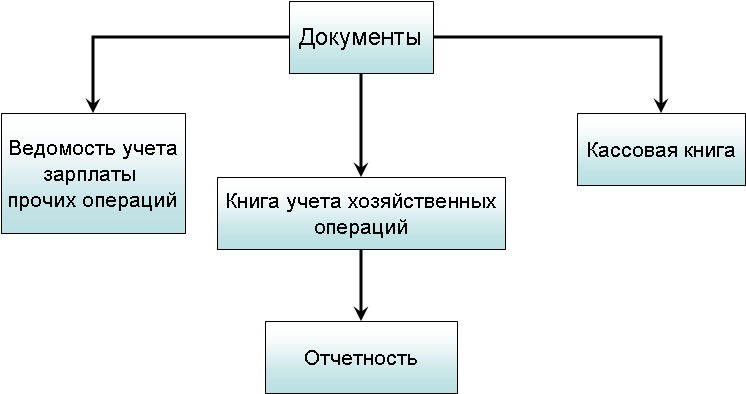 Документы
Ведомость учета
зарплаты
прочих операций
Кассовая книга
Книга учета хозяйственных
операций
Отчетность